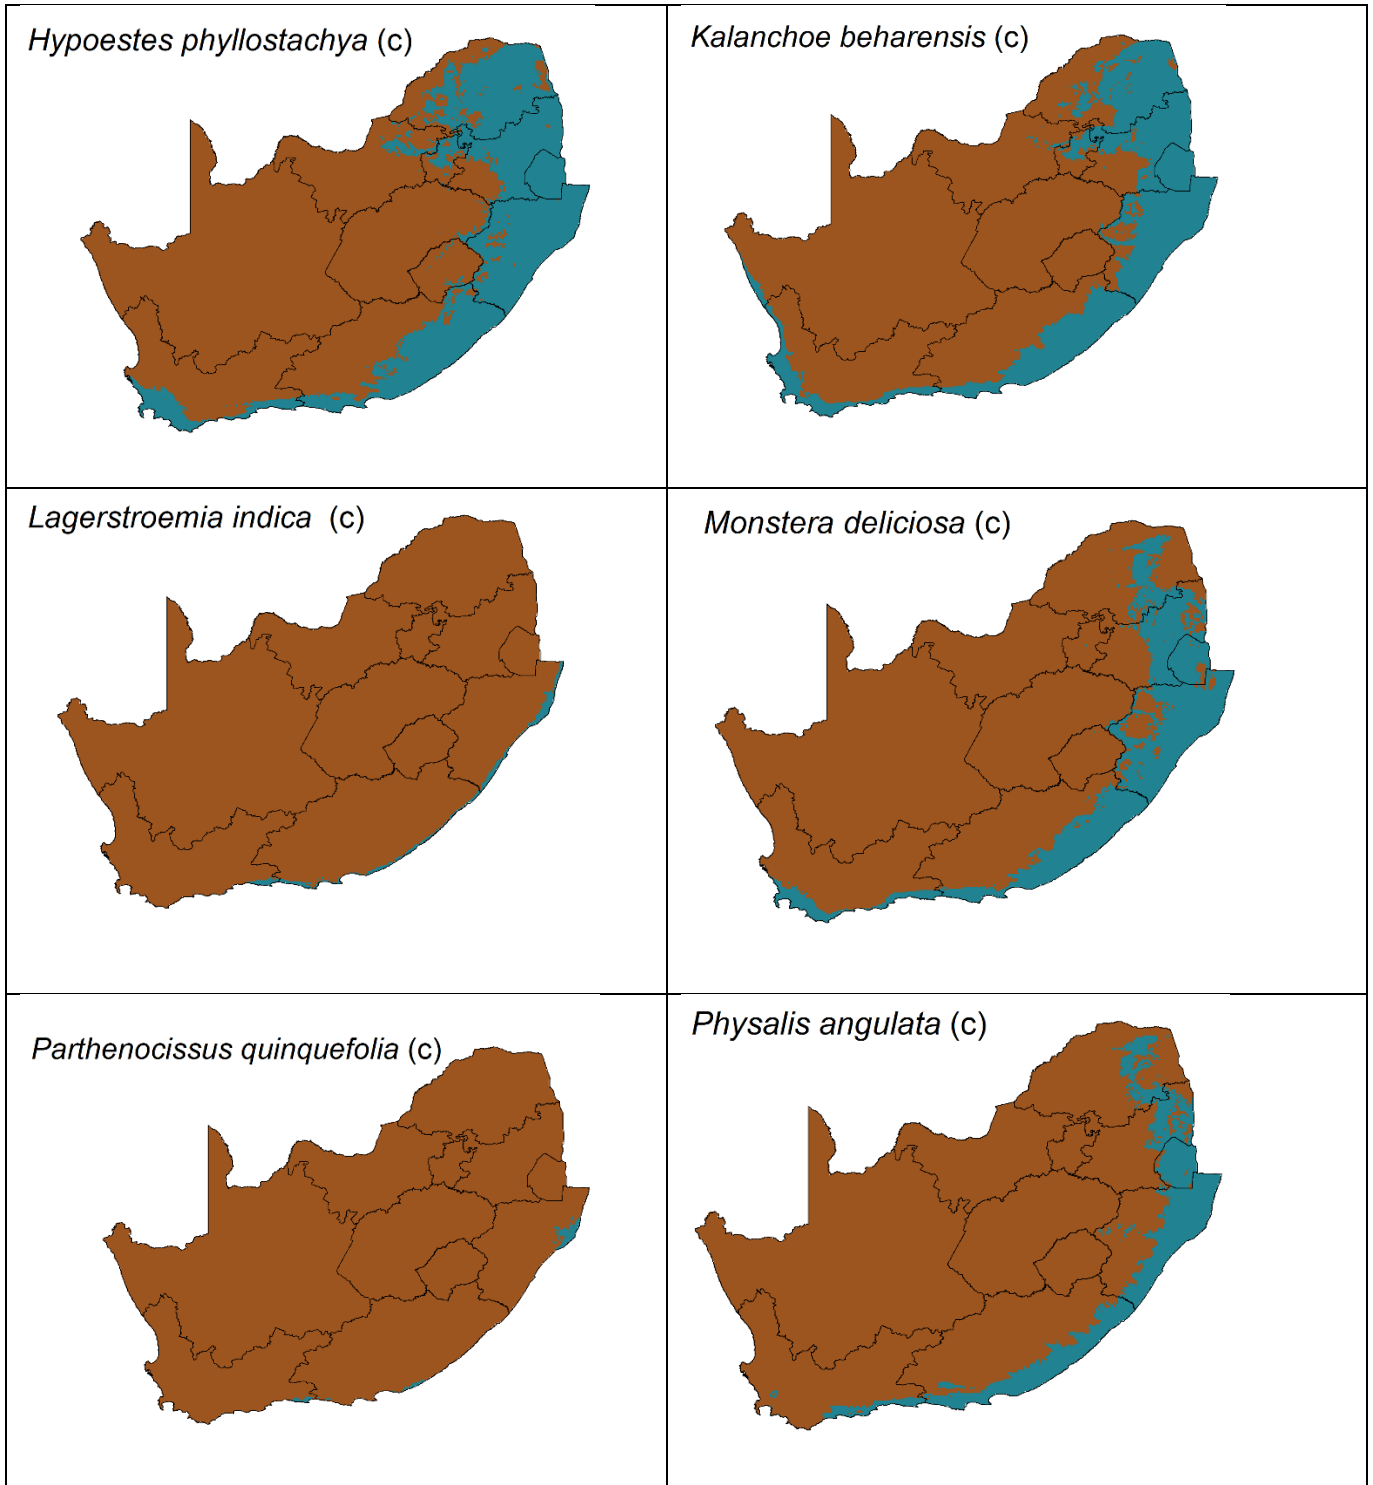 Hypoestes phyllostachya (c)
Kalanchoe beharensis (c)
Lagerstroemia indica (c)
Monstera deliciosa (c)
Parthenocissus quinquefolia (c)
Physalis angulata (c)